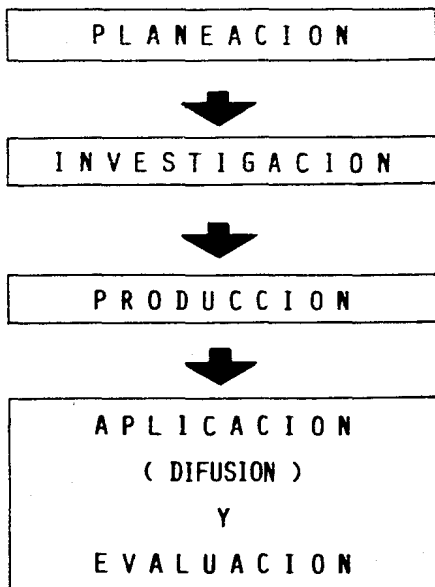 PLANEACION
INVESTIGACION
PRODUCCION
APLICACION
( DIFUSION )
Y
EVALUACION